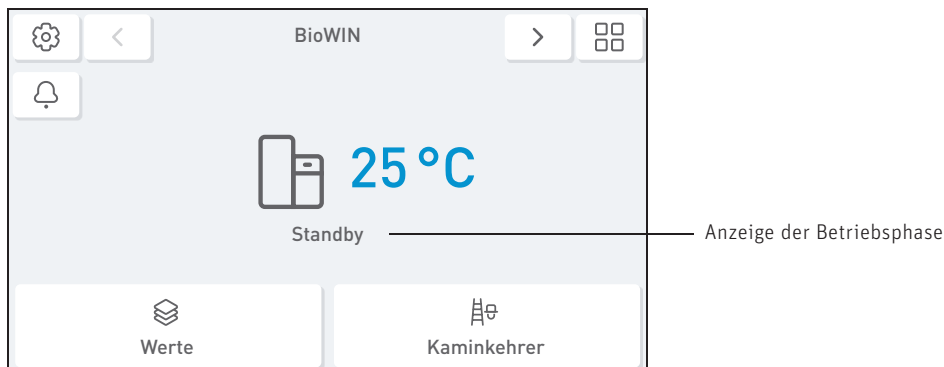 BioWIN
25 °C
Standby
Anzeige der Betriebsphase
Werte
Kaminkehrer